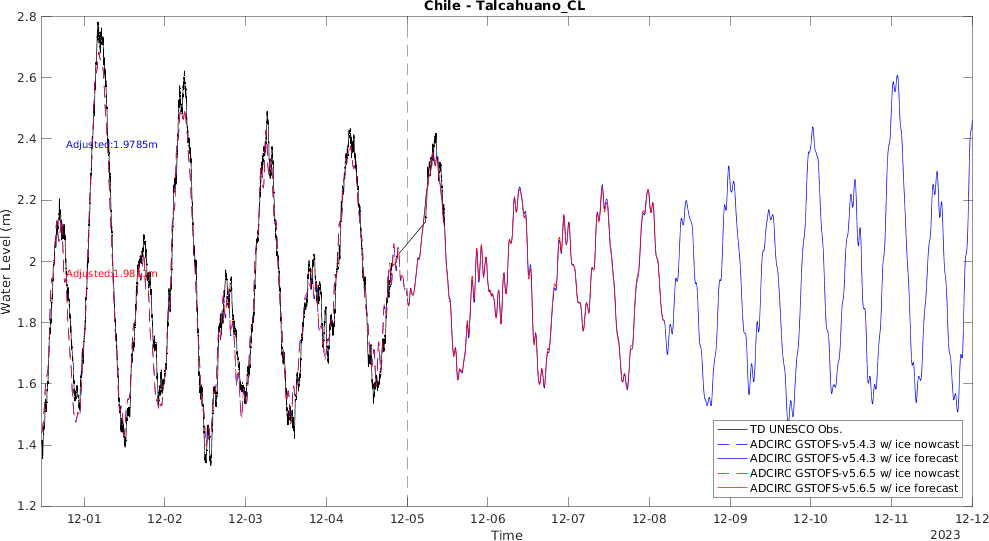 Chile - Talcahuano_CL
2.8
2.6
2.4
2.2
2
1.8
1.6
1.4
1.2
Water Level (m)
Adjusted:1.9785m
TD UNESCO Obs.
ADCIRC GSTOFS-v5.4.3 w/ ice nowcast
ADCIRC GSTOFS-v5.4.3 w/ ice forecast
ADCIRC GSTOFS-v5.6.5 w/ ice nowcast
ADCIRC GSTOFS-v5.6.5 w/ ice forecast
12-01 12-02 12-03 12-04 12-05 12-06 12-07 12-08 12-09 12-10 12-11 12-12
Time
2023